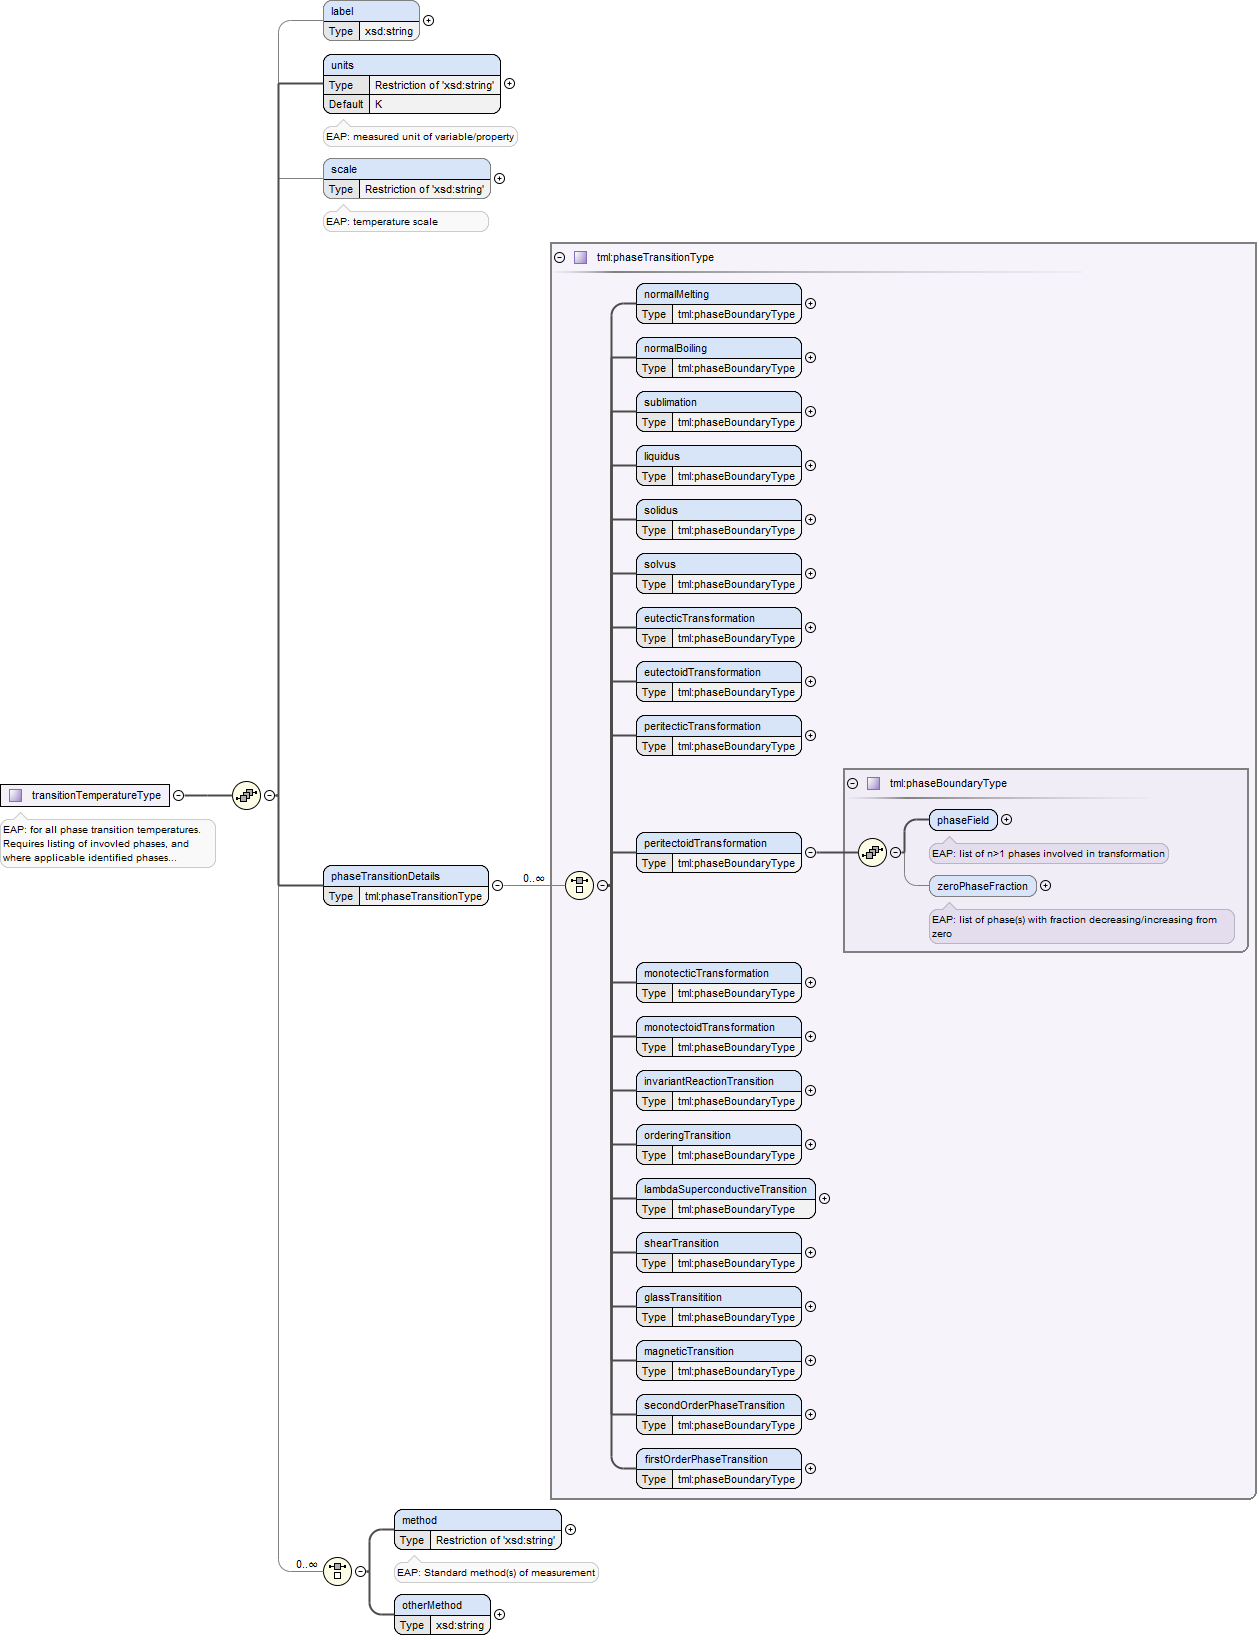 label
Type xsd:string
units
Type Restriction of 'xsd:string'
Default K
EAP: measured unit of variable/property
scale
Type Restriction of 'xsd:string'
EAP: temperature scale
tml:phaseTransitionType
normalMelting
Type tml:phaseBoundaryType
normalBoiling
Type tml:phaseBoundaryType
sublimation
Type tml:phaseBoundaryType
liquidus
Type tml:phaseBoundaryType
solidus
Type tml:phaseBoundaryType
solvus
Type tml:phaseBoundaryType
eutecticTransformation
Type tml:phaseBoundaryType
eutectoidTransformation
Type tml:phaseBoundaryType
peritecticTransformation
Type tml:phaseBoundaryType
tml:phaseBoundaryType
transitionTemperatureType
EAP: for all phase transition temperatures.
Requires listing of invovled phases, and
where applicable identified phases...
phaseField
EAP: list of n>1 phases involved in transformation
peritectoidTransformation
Type tml:phaseBoundaryType
zeroPhaseFraction
EAP: list of phase(s) with fraction decreasing/increasing from
zero
phaseTransitionDetails
Type tml:phaseTransitionType
0..∞
monotecticTransformation
Type tml:phaseBoundaryType
monotectoidTransformation
Type tml:phaseBoundaryType
invariantReactionTransition
Type tml:phaseBoundaryType
orderingTransition
Type tml:phaseBoundaryType
lambdaSuperconductiveTransition
Type tml:phaseBoundaryType
shearTransition
Type tml:phaseBoundaryType
glassTransitition
Type tml:phaseBoundaryType
magneticTransition
Type tml:phaseBoundaryType
secondOrderPhaseTransition
Type tml:phaseBoundaryType
firstOrderPhaseTransition
Type tml:phaseBoundaryType
0..∞
method
Type Restriction of 'xsd:string'
EAP: Standard method(s) of measurement
otherMethod
Type xsd:string